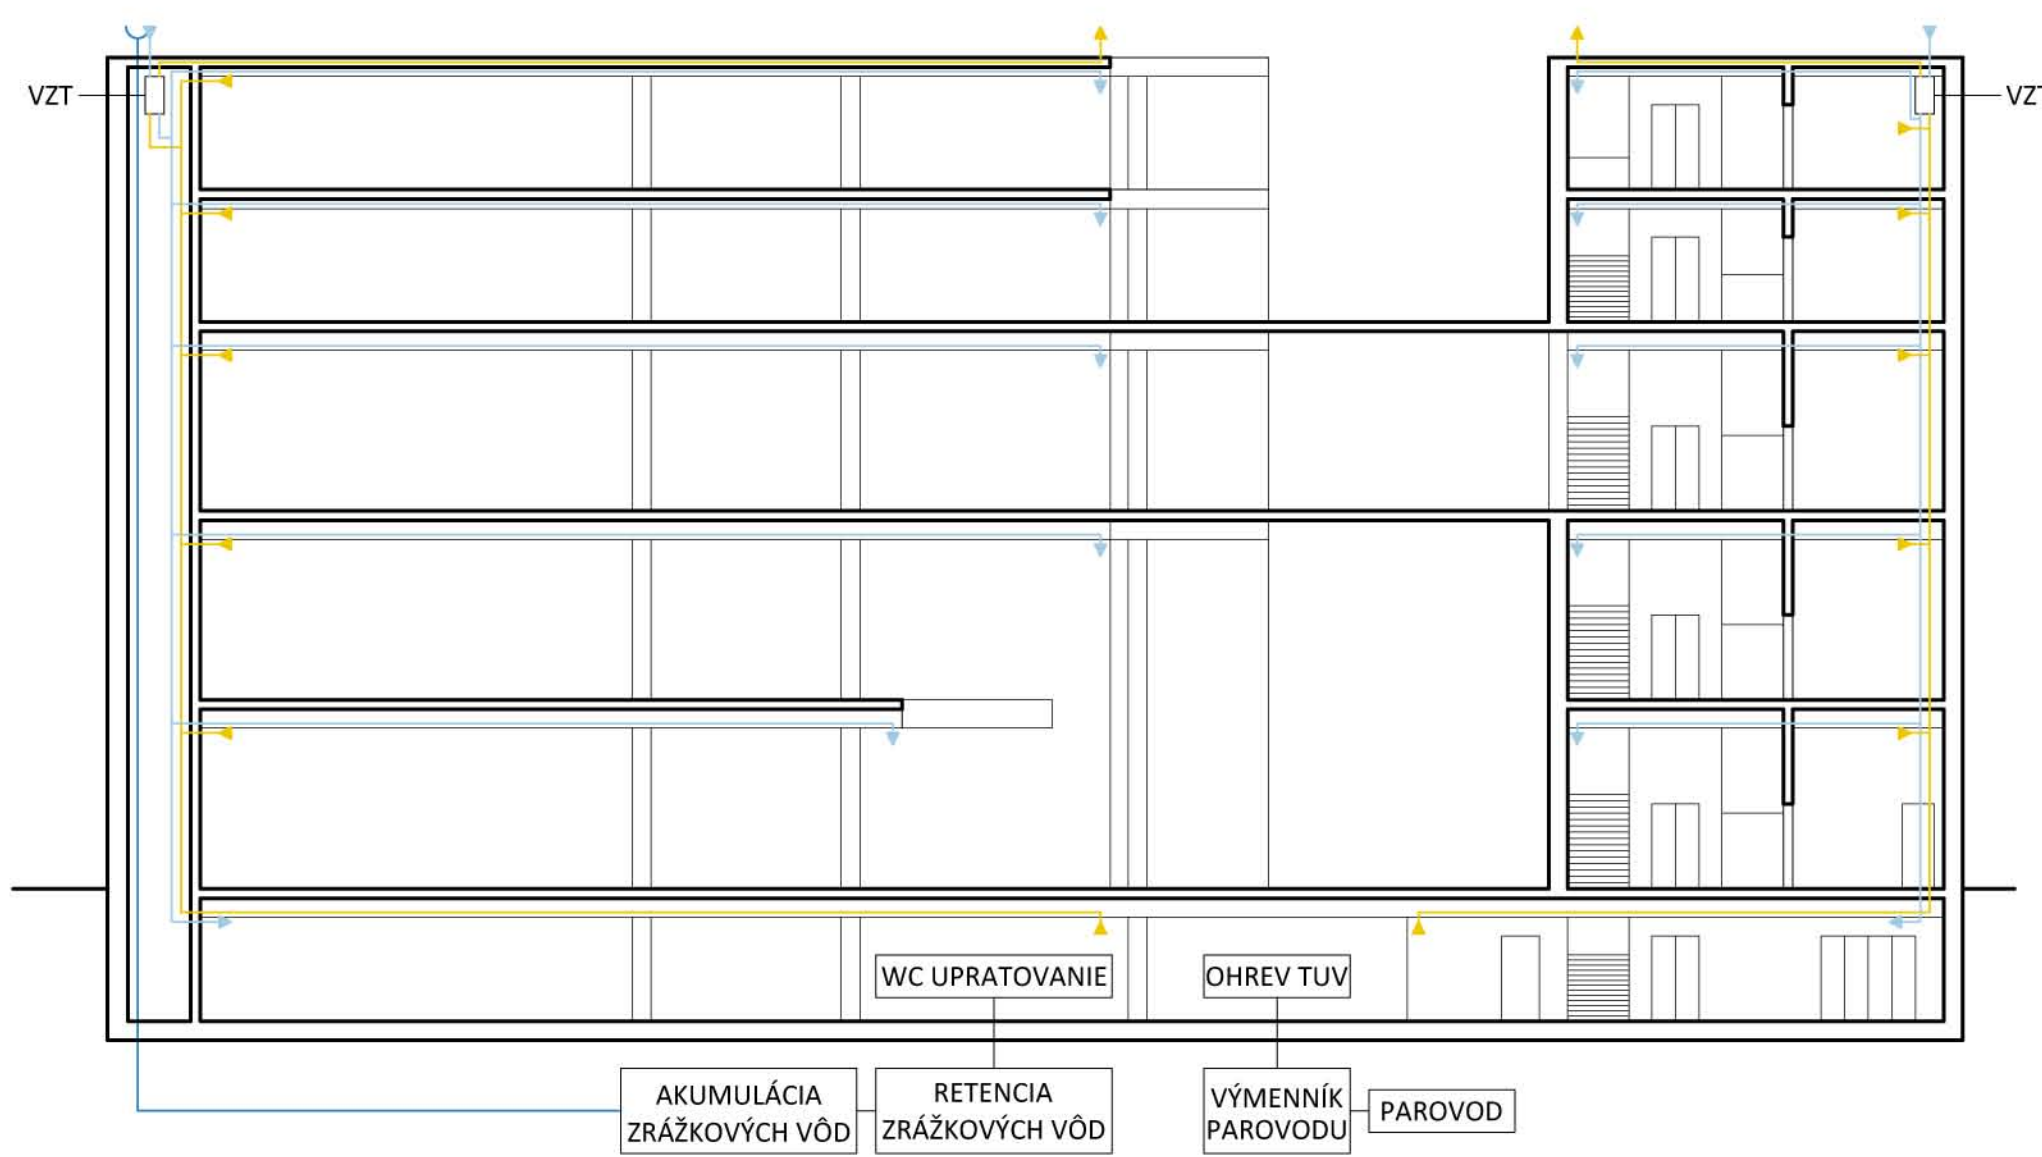 VZT
VZT
WC UPRATOVANIE
OHREV TUV
AKUMULÁCIA
ZRÁŽKOVÝCH VÔD
RETENCIA
ZRÁŽKOVÝCH VÔD
VÝMENNÍK
PAROVODU
PAROVOD